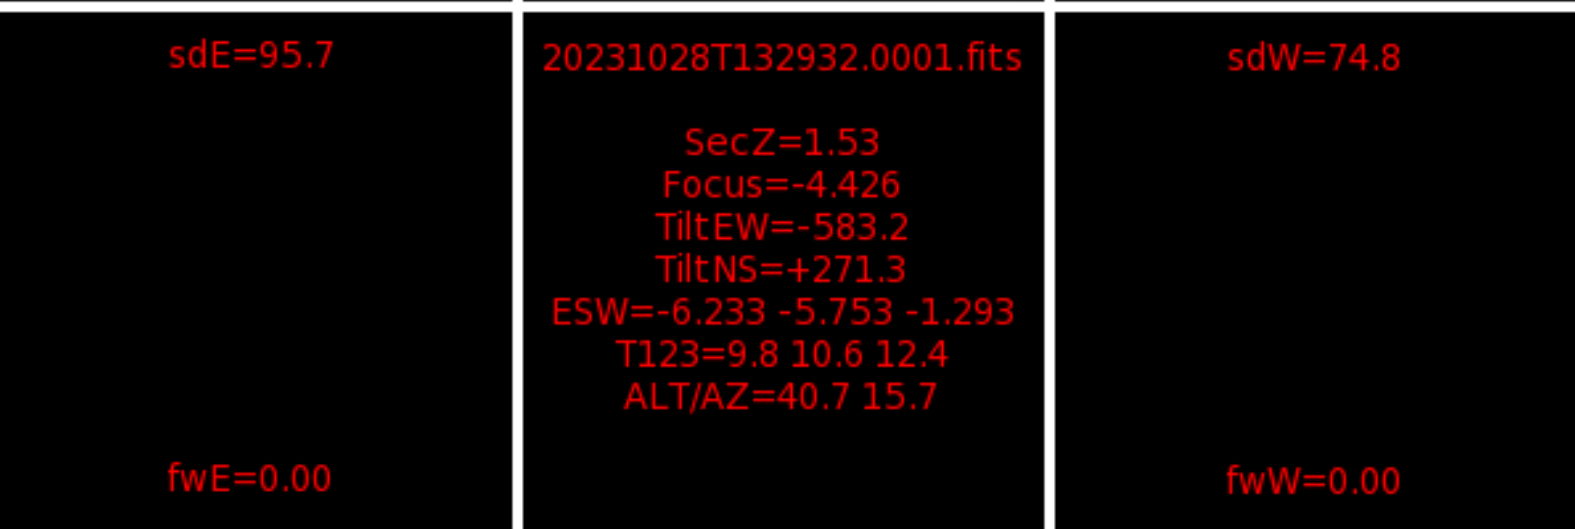 sdE=95.7
20231028T132932.0001.fits
sdW=74.8
SecZ=1.53
Focus=-4.426
TiltEW=-583.2
TiltNS=+271.3
ESW=-6.233 -5.753 -1.293
T123=9.8 10.6 12.4
ALT/AZ=40.7 15.7
fwE=0.00
fwW=0.00